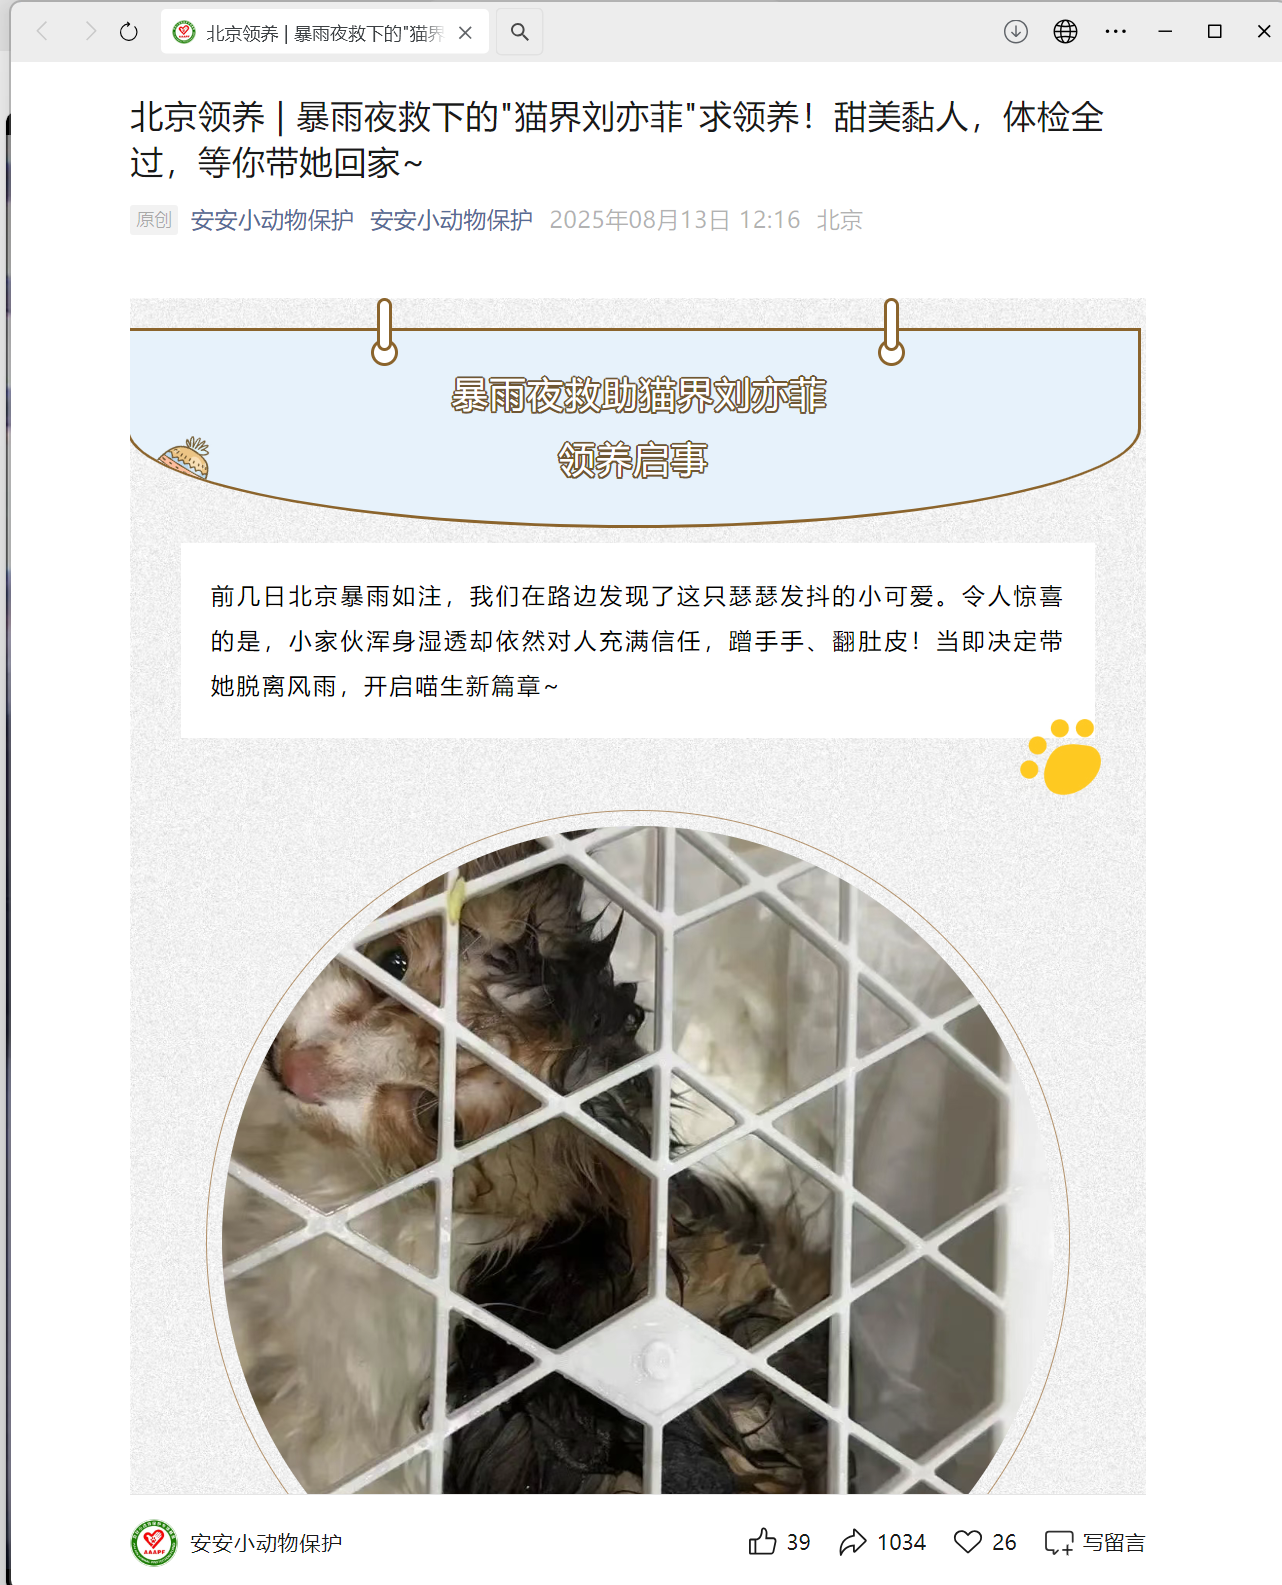 北京领养 | 暴雨夜救下的"猫界
北京领养 | 暴雨夜救下的"猫界刘亦菲"求领养！甜美黏人，体检全
过，等你带她回家~
原创 安安小动物保护 安安小动物保护 2025年08月13日 12:16 北京
暴雨夜救助猫界刘亦菲
领养启事
前几日北京暴雨如注，我们在路边发现了这只瑟瑟发抖的小可爱。令人惊喜
的是，小家伙浑身湿透却依然对人充满信任，蹭手手、翻肚皮！当即决定带
她脱离风雨，开启喵生新篇章~
AAAPF
安安小动物保护 39 1034 26 写留言